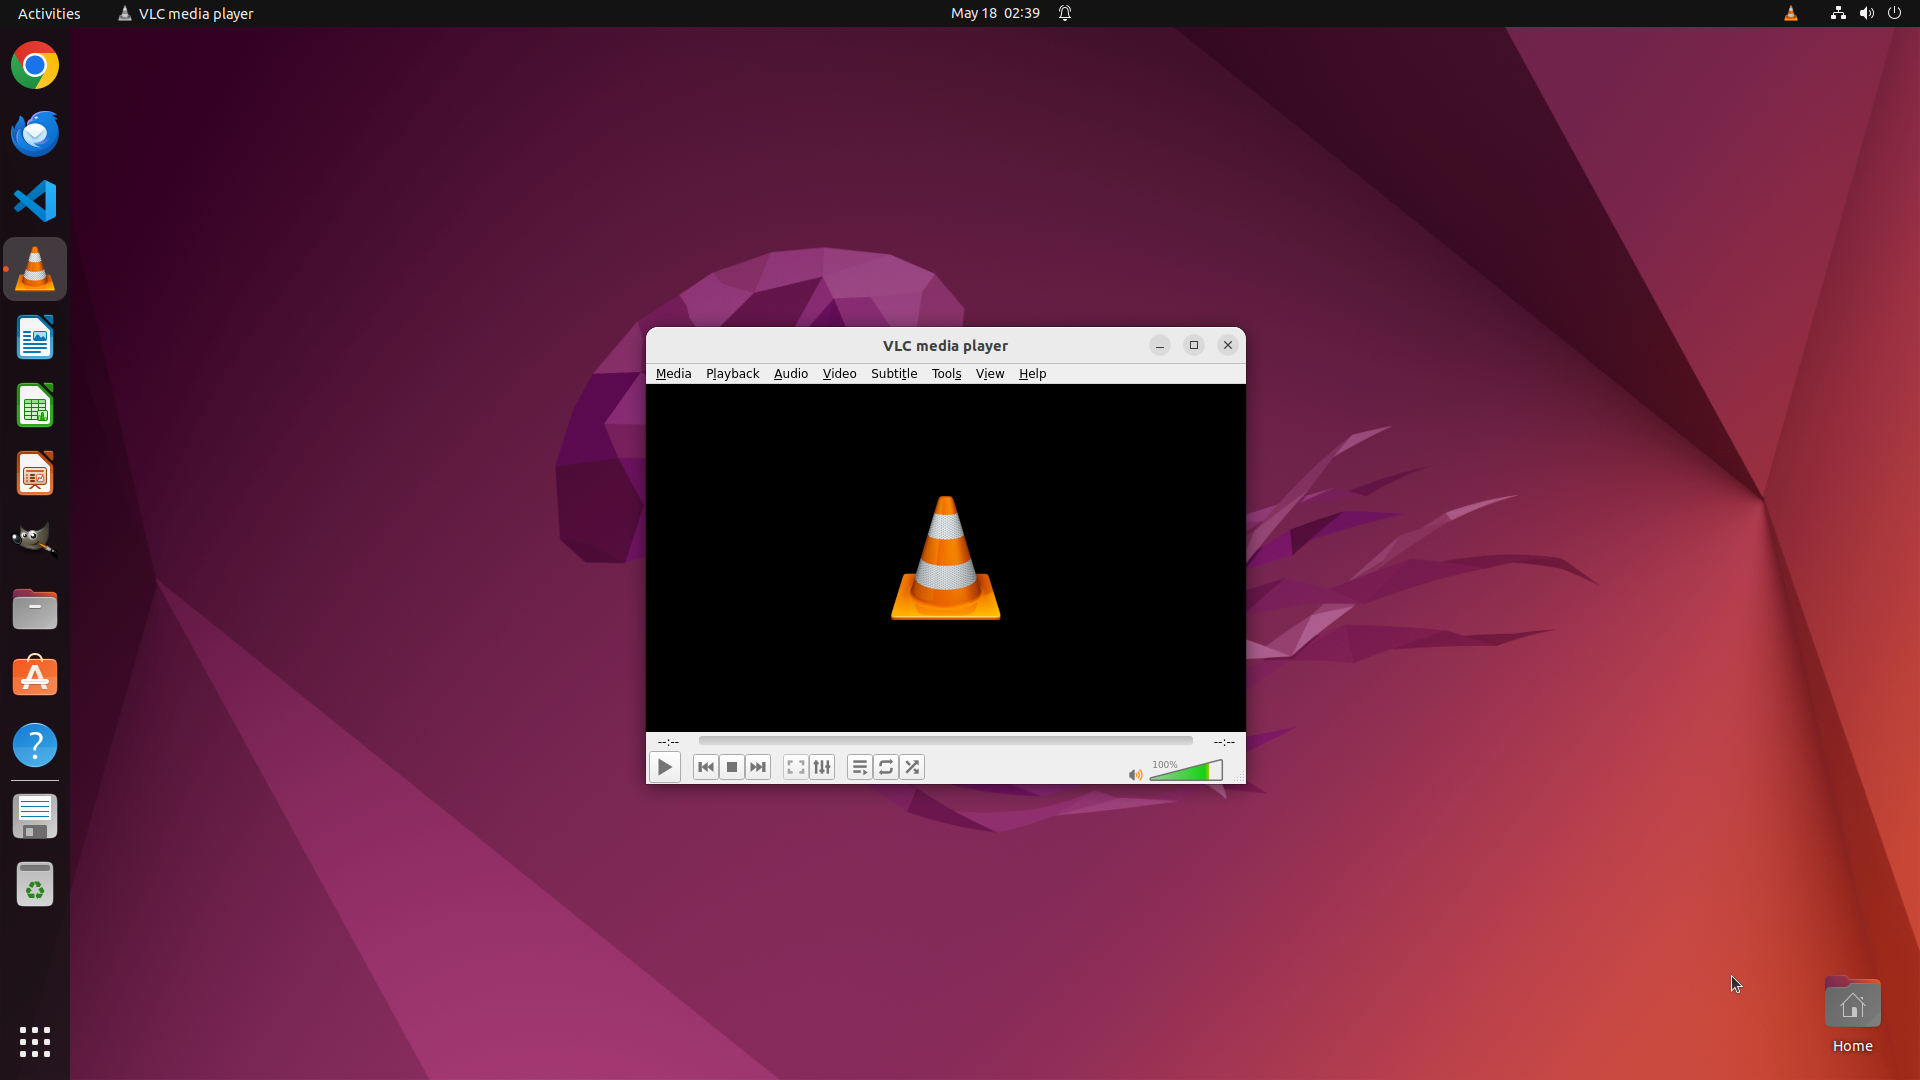 Activities
VLC media player
May 18 02:39
VLC media player
Media Playback Audio Video Subtitle Tools View Help
--:-- --:--
100%
Home